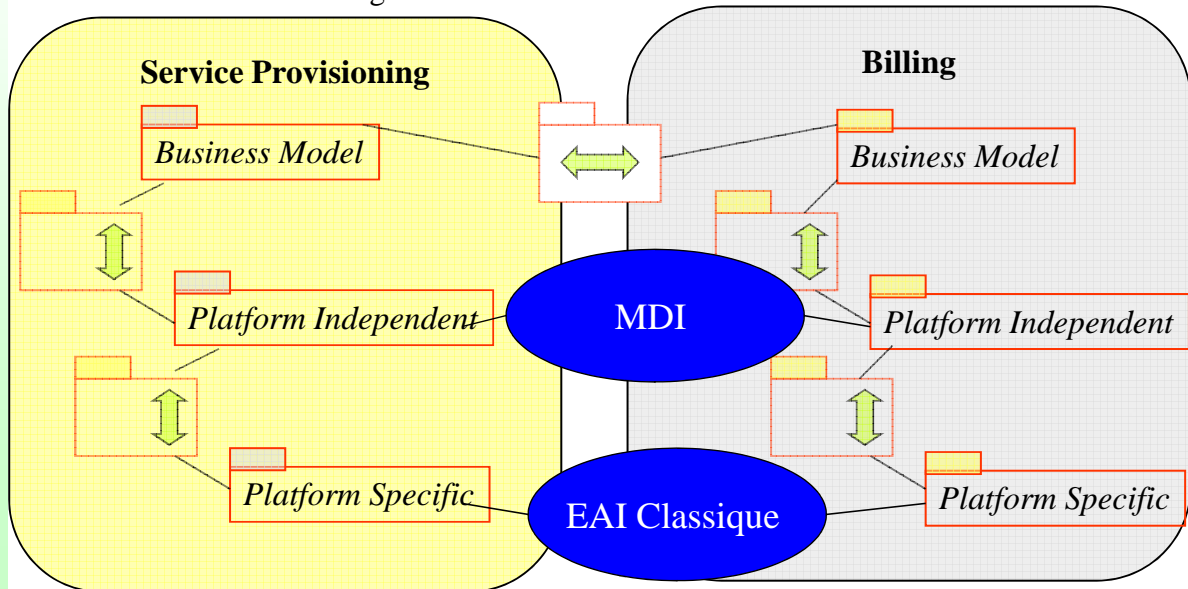 Service Provisioning
Billing
Business Model
Business Model
MDI
Platform Independent
Platform Independent
EAI Classique
Platform Specific
Platform Specific